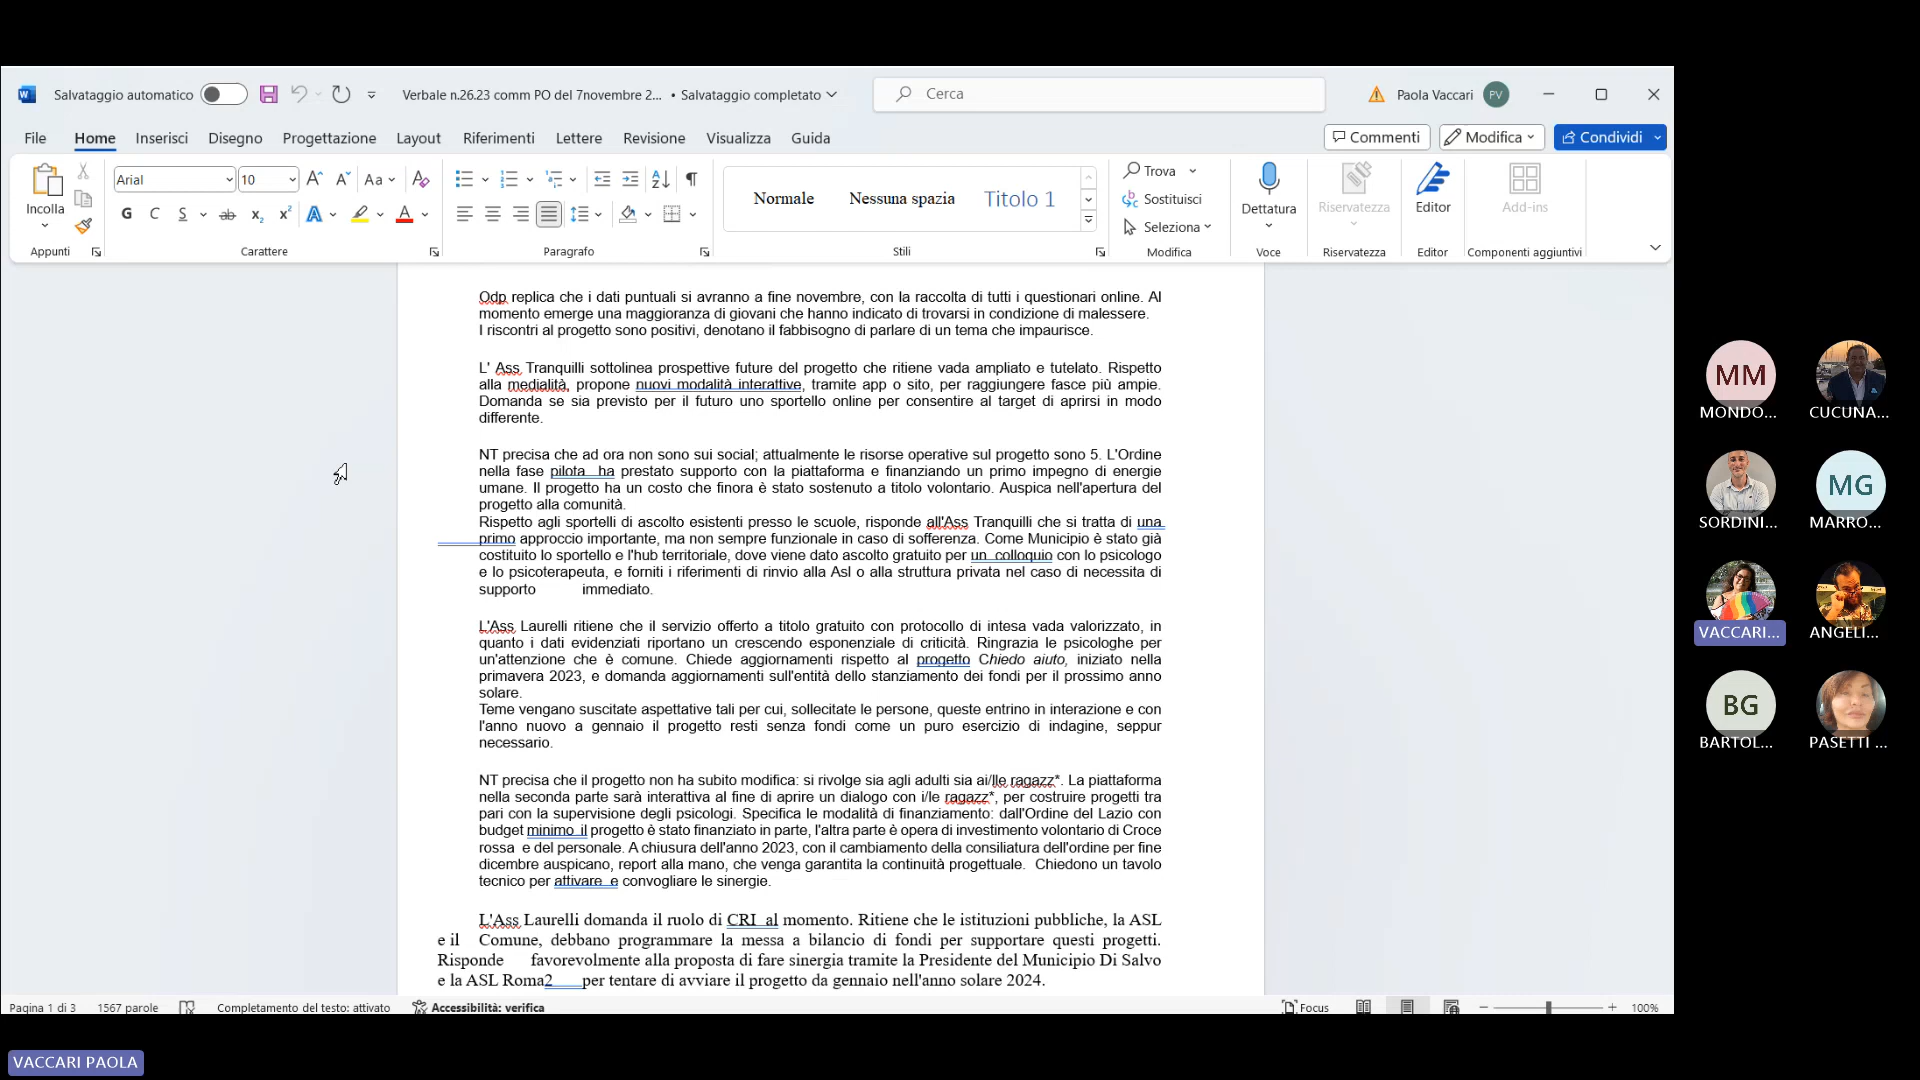 Salvataggio automatico
Verbale n.26.23 comm PO del 7novembre 2... • Salvataggio completato
Cerca
Paola Vaccari PV
File Home Inserisci Disegno Progettazione Layout Riferimenti Lettere Revisione Visualizza Guida
Commenti Modifica Condividi
Incolla
Arial 10
Aa
G C S ab x₂ x² A A
Normale Nessuna spazia Titolo 1
Trova
Sostituisci
Seleziona
Dettatura
Riservatezza
Editor
Add-ins
Appunti Carattere Paragrafo Stili Modifica Voce Riservatezza Editor Componenti aggiuntivi
Odp replica che i dati puntuali si avranno a fine novembre, con la raccolta di tutti i questionari online. Al
momento emerge una maggioranza di giovani che hanno indicato di trovarsi in condizione di malessere.
I riscontri al progetto sono positivi, denotano il fabbisogno di parlare di un tema che impaurisce.
L' Ass Tranquilli sottolinea prospettive future del progetto che ritiene vada ampliato e tutelato. Rispetto
alla medialità, propone nuovi modalità interattive, tramite app o sito, per raggiungere fasce più ampie.
Domanda se sia previsto per il futuro uno sportello online per consentire al target di aprirsi in modo
differente.
NT precisa che ad ora non sono sui social; attualmente le risorse operative sul progetto sono 5. L'Ordine
nella fase pilota ha prestato supporto con la piattaforma e finanziando un primo impegno di energie
umane. Il progetto ha un costo che finora è stato sostenuto a titolo volontario. Auspica nell'apertura del
progetto alla comunità.
Rispetto agli sportelli di ascolto esistenti presso le scuole, risponde all'Ass Tranquilli che si tratta di una
primo approccio importante, ma non sempre funzionale in caso di sofferenza. Come Municipio è stato già
costituito lo sportello e l'hub territoriale, dove viene dato ascolto gratuito per un colloquio con lo psicologo
e lo psicoterapeuta, e forniti i riferimenti di rinvio alla Asl o alla struttura privata nel caso di necessita di
supporto immediato.
L'Ass Laurelli ritiene che il servizio offerto a titolo gratuito con protocollo di intesa vada valorizzato, in
quanto i dati evidenziati riportano un crescendo esponenziale di criticità. Ringrazia le psicologhe per
un'attenzione che è comune. Chiede aggiornamenti rispetto al progetto Chiedo aiuto, iniziato nella
primavera 2023, e domanda aggiornamenti sull'entità dello stanziamento dei fondi per il prossimo anno
solare.
Teme vengano suscitate aspettative tali per cui, sollecitate le persone, queste entrino in interazione e con
l'anno nuovo a gennaio il progetto resti senza fondi come un puro esercizio di indagine, seppur
necessario.
NT precisa che il progetto non ha subito modifica: si rivolge sia agli adulti sia ai/lle ragazz*. La piattaforma
nella seconda parte sarà interattiva al fine di aprire un dialogo con i/le ragazz*, per costruire progetti tra
pari con la supervisione degli psicologi. Specifica le modalità di finanziamento: dall'Ordine del Lazio con
budget minimo il progetto è stato finanziato in parte, l'altra parte è opera di investimento volontario di Croce
rossa e del personale. A chiusura dell'anno 2023, con il cambiamento della consiliatura dell'ordine per fine
dicembre auspicano, report alla mano, che venga garantita la continuità progettuale. Chiedono un tavolo
tecnico per attivare e convogliare le sinergie.
L'Ass Laurelli domanda il ruolo di CRI al momento. Ritiene che le istituzioni pubbliche, la ASL
e il Comune, debbano programmare la messa a bilancio di fondi per supportare questi progetti.
Risponde favorevolmente alla proposta di fare sinergia tramite la Presidente del Municipio Di Salvo
e la ASL Roma2 per tentare di avviare il progetto da gennaio nell'anno solare 2024.
Pagina 1 di 3 1567 parole Completamento del testo: attivato Accessibilità: verifica Focus 100%
MM
MONDO... CUCUNA...
MG
SORDINI... MARRO...
VACCARI... ANGELI...
BG
BARTOL... PASETTI ...
VACCARI PAOLA